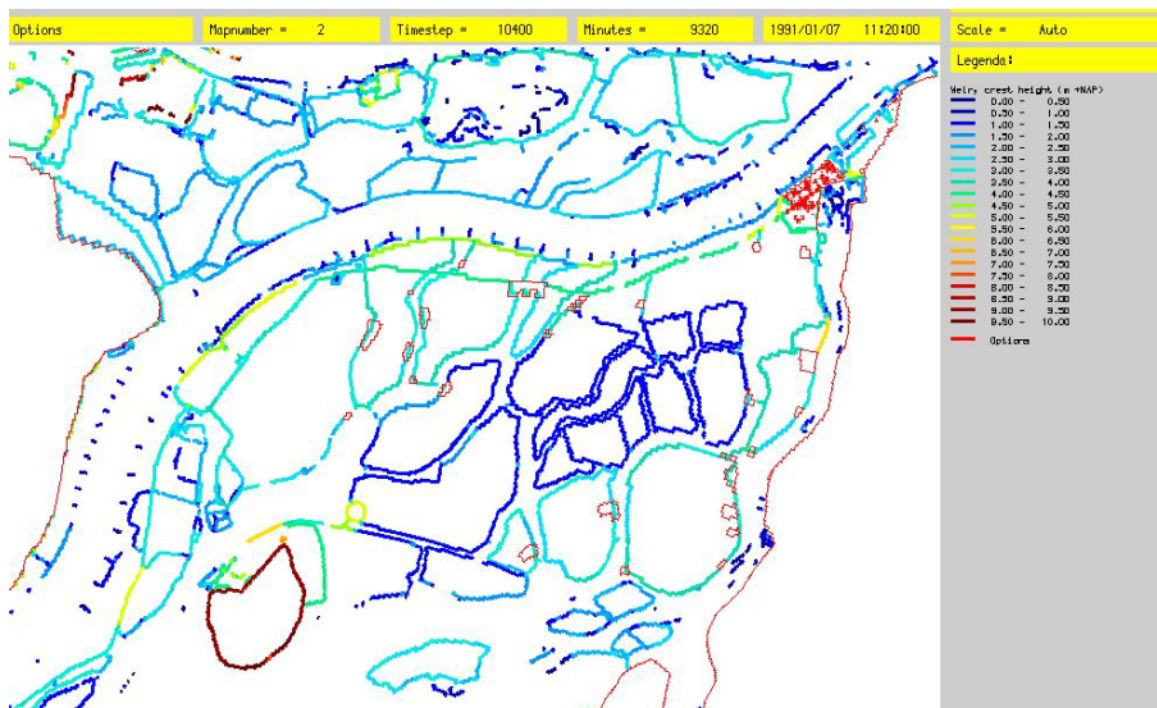 Options Mapnumber = 2 Timestep = 10400 Minutes = 9320 1991/01/07 11:20:00 Scale = Auto
Legenda:
Weir, crest height (m +NAP)
0.00 - 0.50
0.50 - 1.00
1.00 - 1.50
1.50 - 2.00
2.00 - 2.50
2.50 - 3.00
3.00 - 3.50
3.50 - 4.00
4.00 - 4.50
4.50 - 5.00
5.00 - 5.50
5.50 - 6.00
6.00 - 6.50
6.50 - 7.00
7.00 - 7.50
7.50 - 8.00
8.00 - 8.50
8.50 - 9.00
9.00 - 9.50
9.50 - 10.00
Options